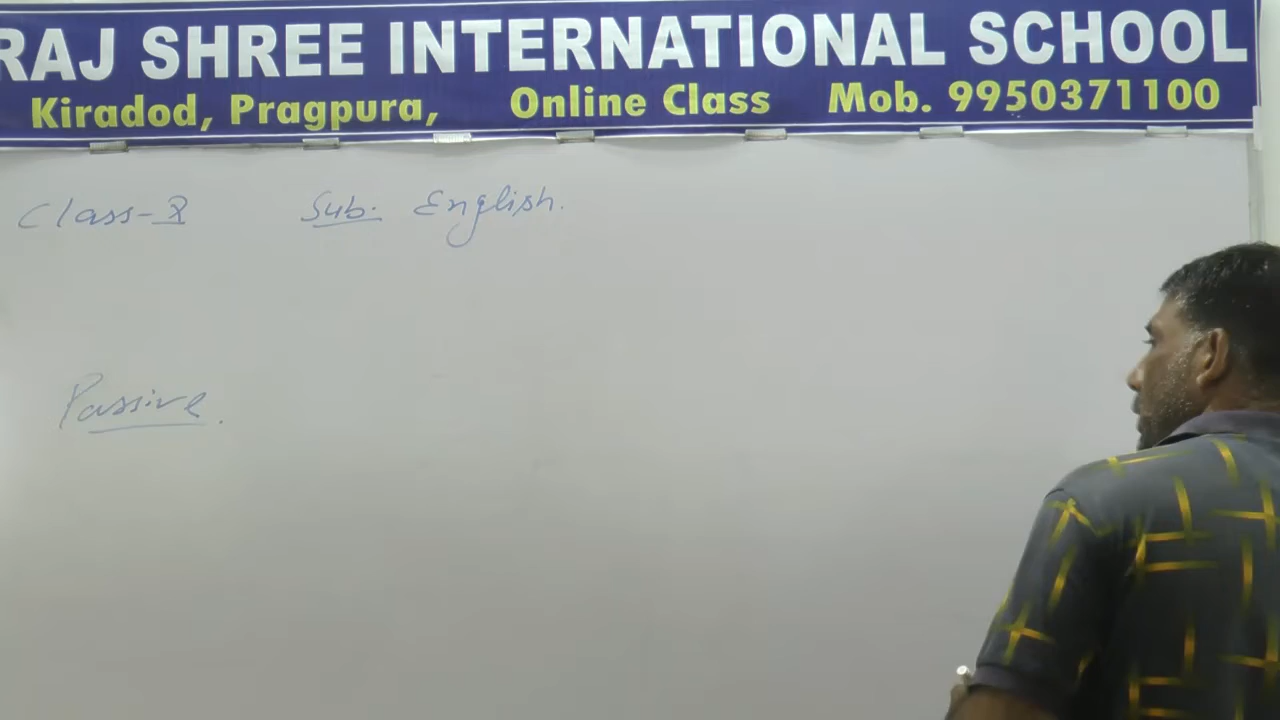 RAJ SHREE INTERNATIONAL SCHOOL
Kiradod, Pragpura, Online Class Mob. 9950371100
Class-X Sub. English.
Passive.